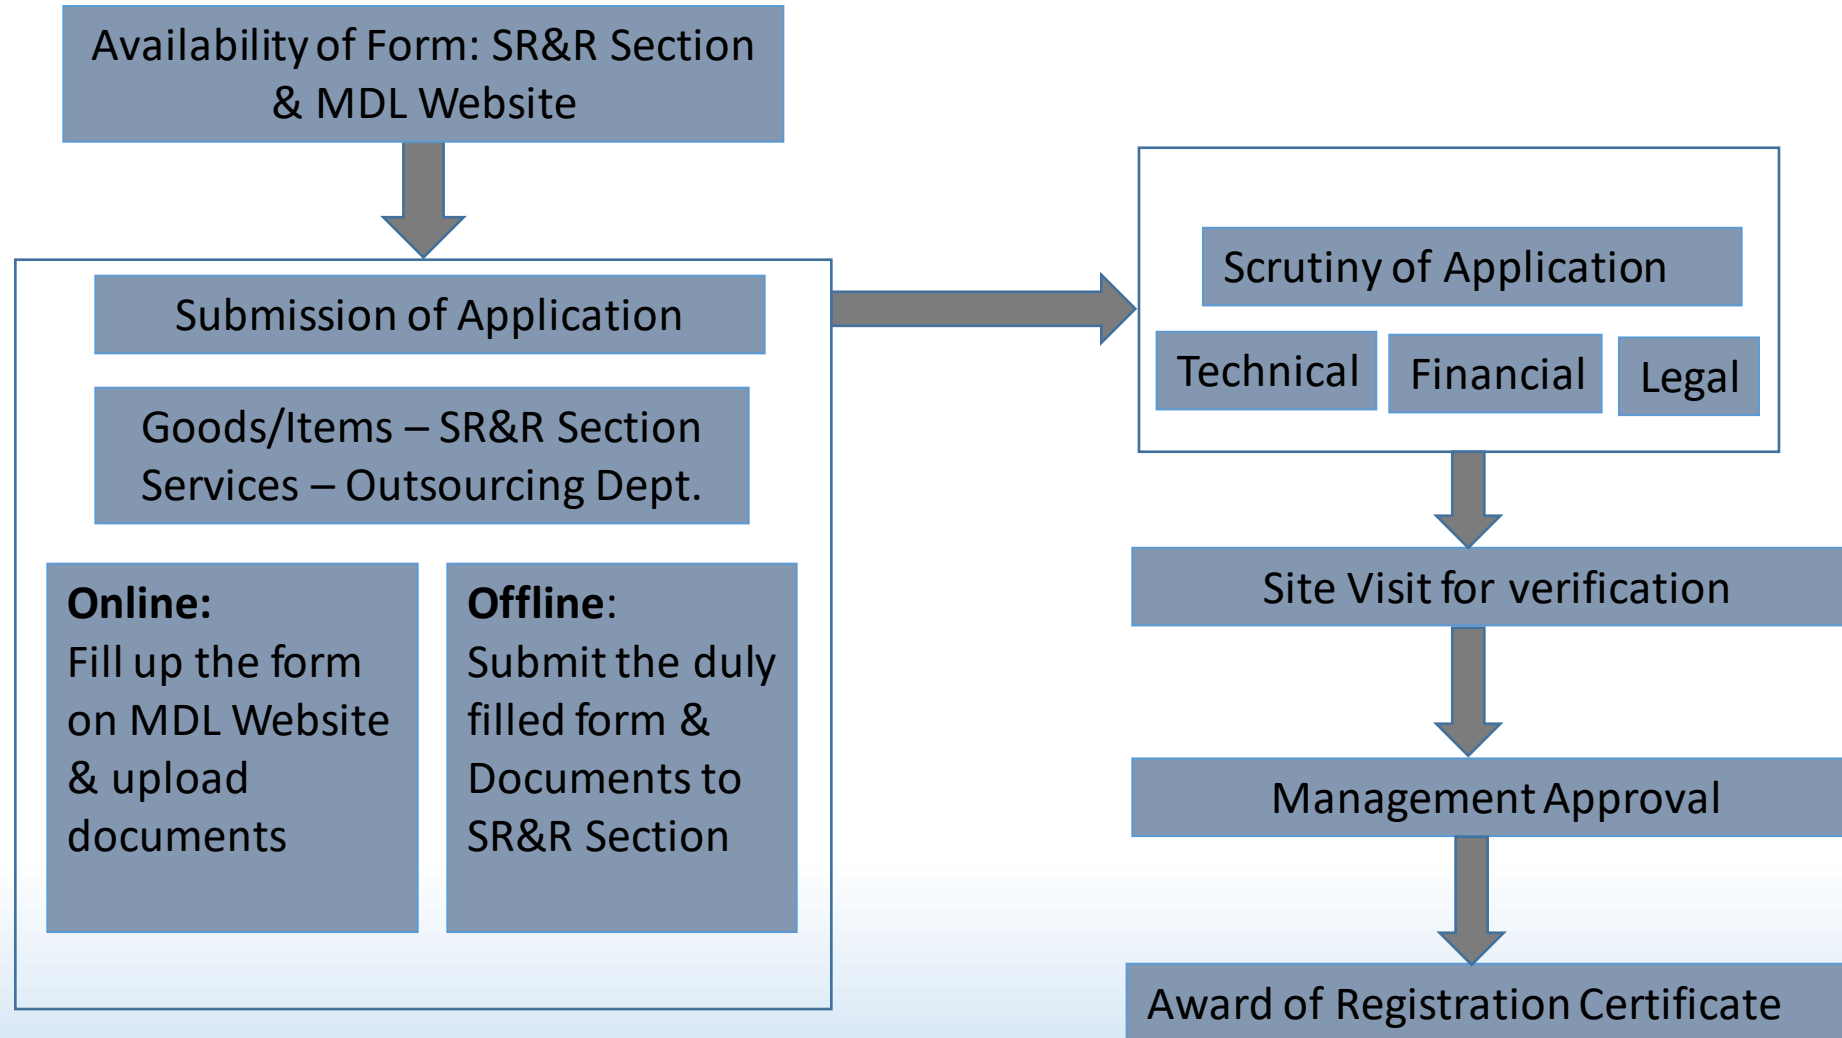 Availability of Form: SR&R Section
& MDL Website
Submission of Application
Goods/Items – SR&R Section
Services – Outsourcing Dept.
Online:
Fill up the form
on MDL Website
& upload
documents
Offline:
Submit the duly
filled form &
Documents to
SR&R Section
Scrutiny of Application
Technical
Financial
Legal
Site Visit for verification
Management Approval
Award of Registration Certificate